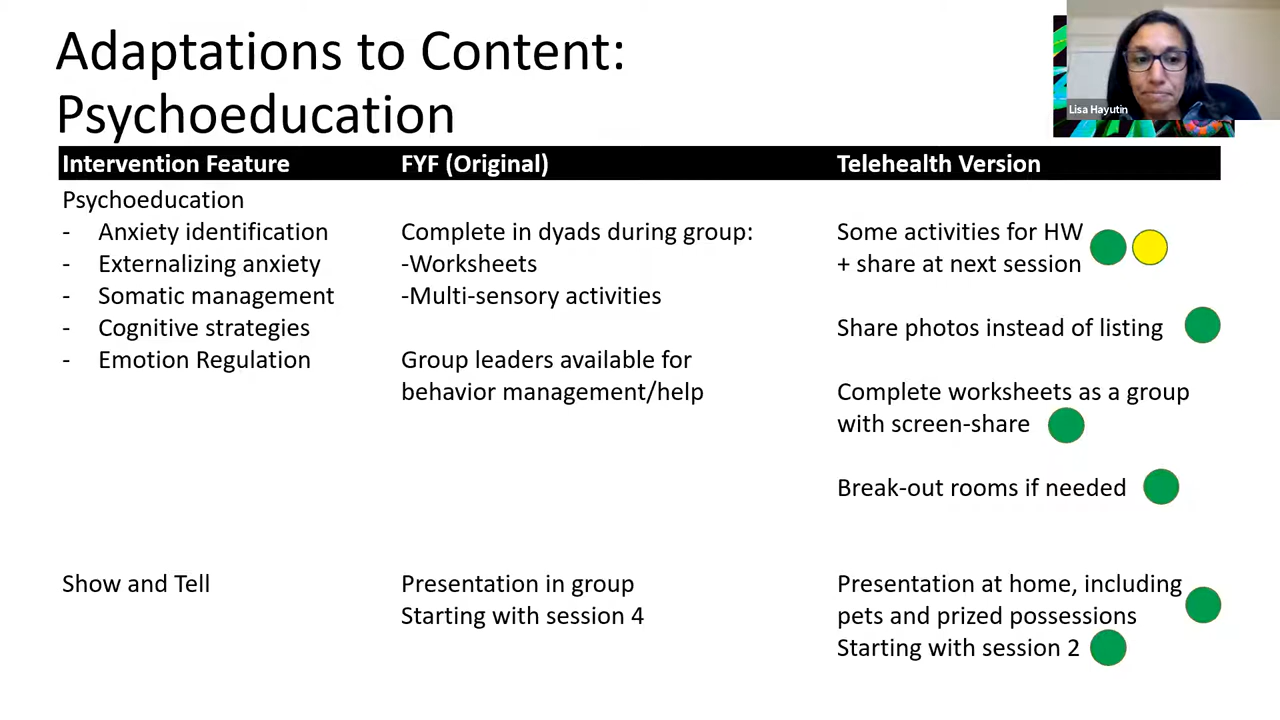 Adaptations to Content:
Psychoeducation
Lisa Hayutin
Intervention Feature FYF (Original) Telehealth Version
Psychoeducation
- Anxiety identification Complete in dyads during group: Some activities for HW
- Externalizing anxiety -Worksheets + share at next session
- Somatic management -Multi-sensory activities
- Cognitive strategies Share photos instead of listing
- Emotion Regulation Group leaders available for
behavior management/help Complete worksheets as a group
with screen-share
Break-out rooms if needed
Show and Tell Presentation in group Presentation at home, including
Starting with session 4 pets and prized possessions
Starting with session 2